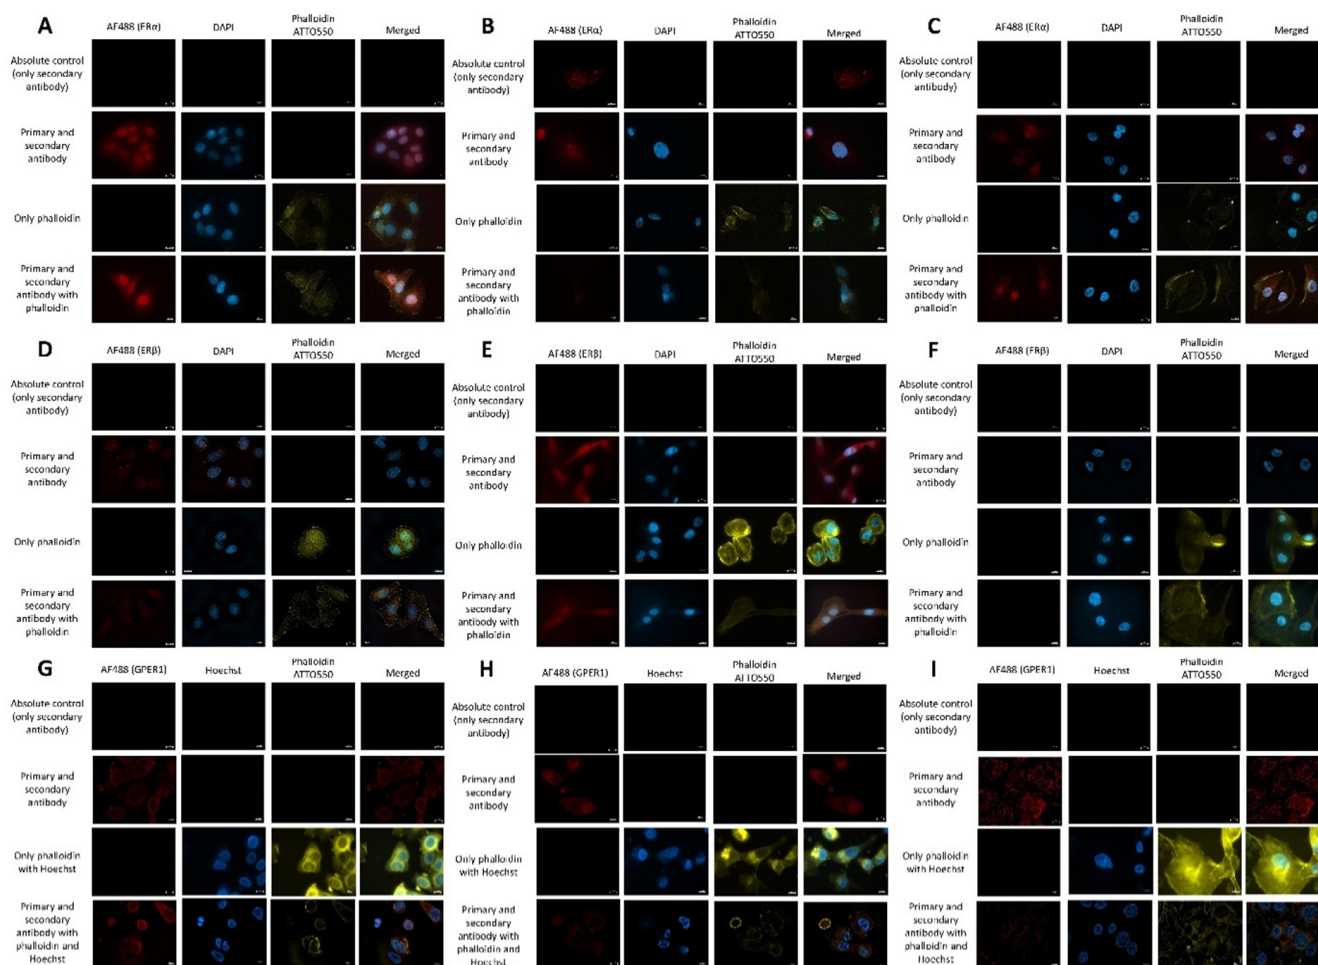 A
AF488 (ERα)
DAPI
Phalloidin
ATTO550
Merged
Absolute control
(only secondary
antibody)
Primary and
secondary
antibody
Only phalloidin
Primary and
secondary
antibody with
phalloidin
B
AF488 (ERα)
DAPI
Phalloidin
ATTO550
Merged
Absolute control
(only secondary
antibody)
Primary and
secondary
antibody
Only phalloidin
Primary and
secondary
antibody with
phalloidin
C
AF488 (ERα)
DAPI
Phalloidin
ATTO550
Merged
Absolute control
(only secondary
antibody)
Primary and
secondary
antibody
Only phalloidin
Primary and
secondary
antibody with
phalloidin
D
AF488 (ERβ)
DAPI
Phalloidin
ATTO550
Merged
Absolute control
(only secondary
antibody)
Primary and
secondary
antibody
Only phalloidin
Primary and
secondary
antibody with
phalloidin
E
AF488 (ERβ)
DAPI
Phalloidin
ATTO550
Merged
Absolute control
(only secondary
antibody)
Primary and
secondary
antibody
Only phalloidin
Primary and
secondary
antibody with
phalloidin
F
AF488 (ERβ)
DAPI
Phalloidin
ATTO550
Merged
Absolute control
(only secondary
antibody)
Primary and
secondary
antibody
Only phalloidin
Primary and
secondary
antibody with
phalloidin
G
AF488 (GPER1)
Hoechst
Phalloidin
ATTO550
Merged
Absolute control
(only secondary
antibody)
Primary and
secondary
antibody
Only phalloidin
with Hoechst
Primary and
secondary
antibody with
phalloidin and
Hoechst
H
AF488 (GPER1)
Hoechst
Phalloidin
ATTO550
Merged
Absolute control
(only secondary
antibody)
Primary and
secondary
antibody
Only phalloidin
with Hoechst
Primary and
secondary
antibody with
phalloidin and
Hoechst
I
AF488 (GPER1)
Hoechst
Phalloidin
ATTO550
Merged
Absolute control
(only secondary
antibody)
Primary and
secondary
antibody
Only phalloidin
with Hoechst
Primary and
secondary
antibody with
phalloidin and
Hoechst